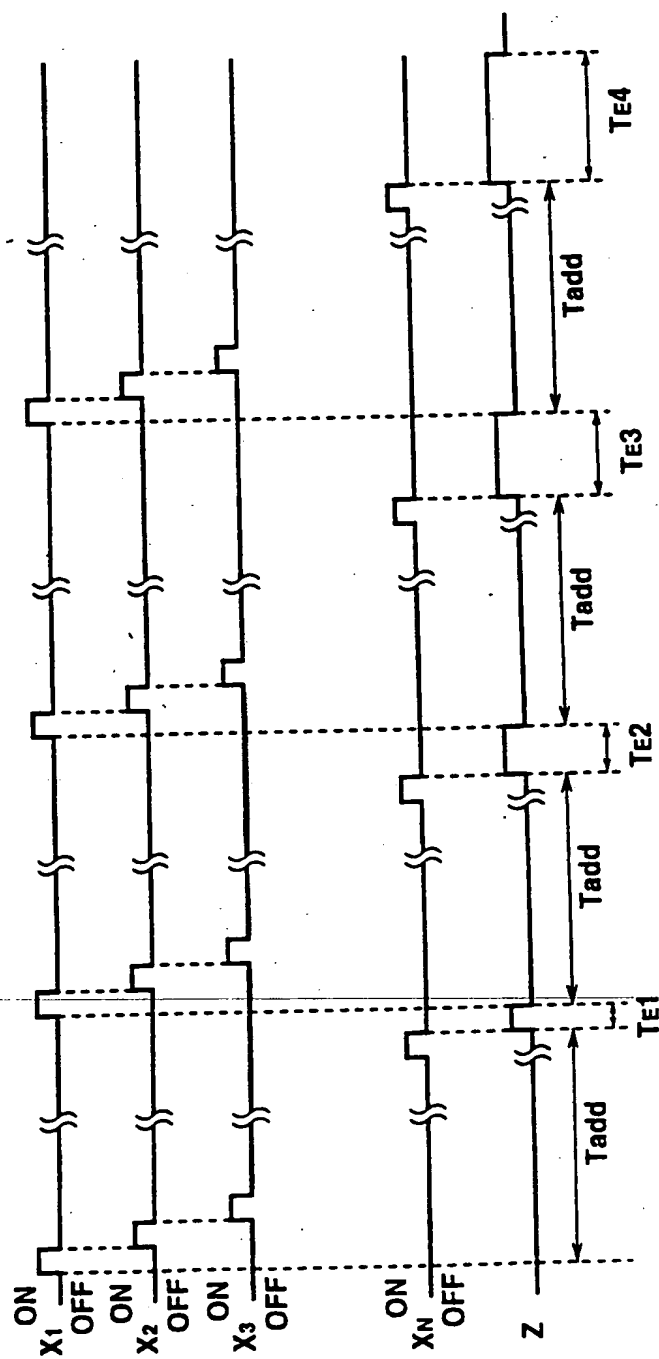 ON
X1
OFF
ON
X2
OFF
ON
X3
OFF
ON
XN
OFF
Z
Tadd
TE1
Tadd
TE2
Tadd
TE3
Tadd
TE4